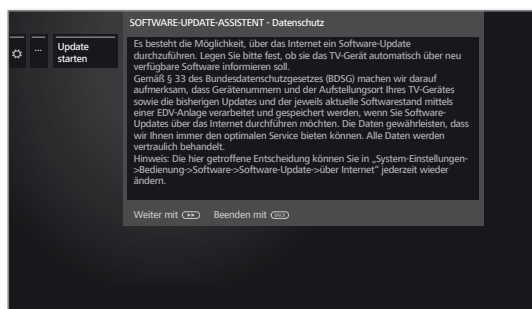 SOFTWARE-UPDATE-ASSISTENT - Datenschutz
... Update
starten
Es besteht die Möglichkeit, über das Internet ein Software-Update
durchzuführen. Legen Sie bitte fest, ob sie das TV-Gerät automatisch über neu
verfügbare Software informieren soll.
Gemäß § 33 des Bundesdatenschutzgesetzes (BDSG) machen wir darauf
aufmerksam, dass Gerätenummern und der Aufstellungsort Ihres TV-Gerätes
sowie die bisherigen Updates und der jeweils aktuelle Softwarestand mittels
einer EDV-Anlage verarbeitet und gespeichert werden, wenn Sie Software-
Updates über das Internet durchführen möchten. Die Daten gewährleisten, dass
wir Ihnen immer den optimalen Service bieten können. Alle Daten werden
vertraulich behandelt.
Hinweis: Die hier getroffene Entscheidung können Sie in „System-Einstellungen-
>Bedienung->Software->Software-Update->über Internet" jederzeit wieder
ändern.
Weiter mit Beenden mit BACK